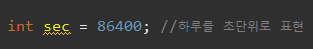 int sec = 86400; //하루를 초단위로 표현